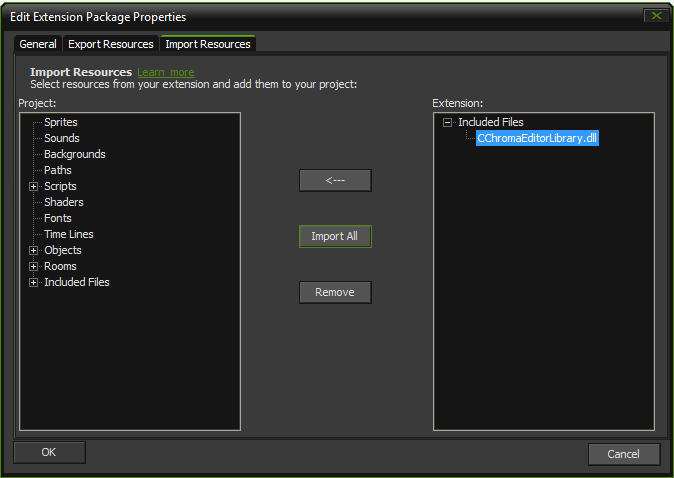 Edit Extension Package Properties
General Export Resources Import Resources
Import Resources Learn more
Select resources from your extension and add them to your project:
Project:
Sprites
Sounds
Backgrounds
Paths
Scripts
Shaders
Fonts
Time Lines
Objects
Rooms
Included Files
<---
Import All
Remove
Extension:
Included Files
CChromaEditorLibrary.dll
OK
Cancel